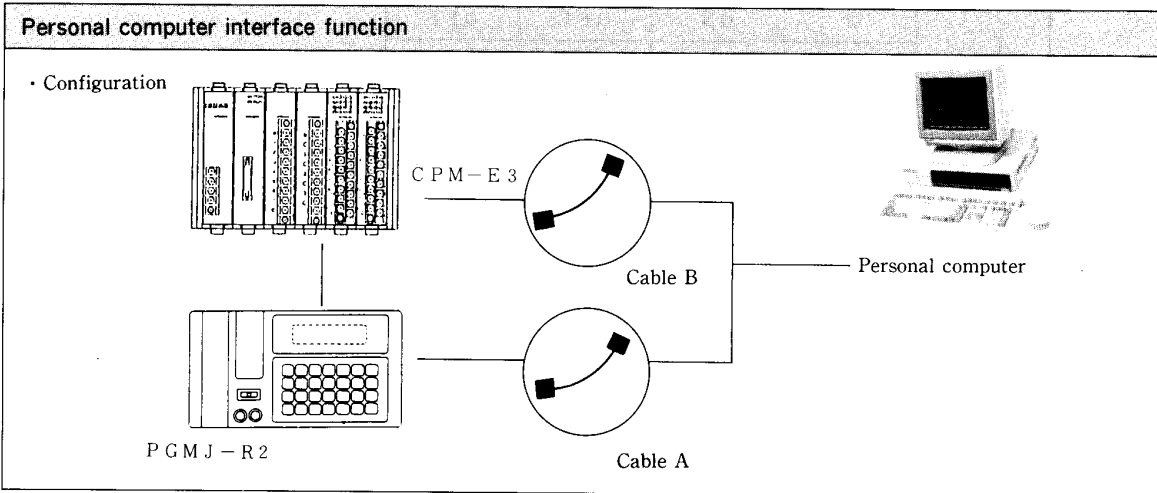 Personal computer interface function
・Configuration
CPM－E3
Cable B
Personal computer
PGMJ－R2
Cable A